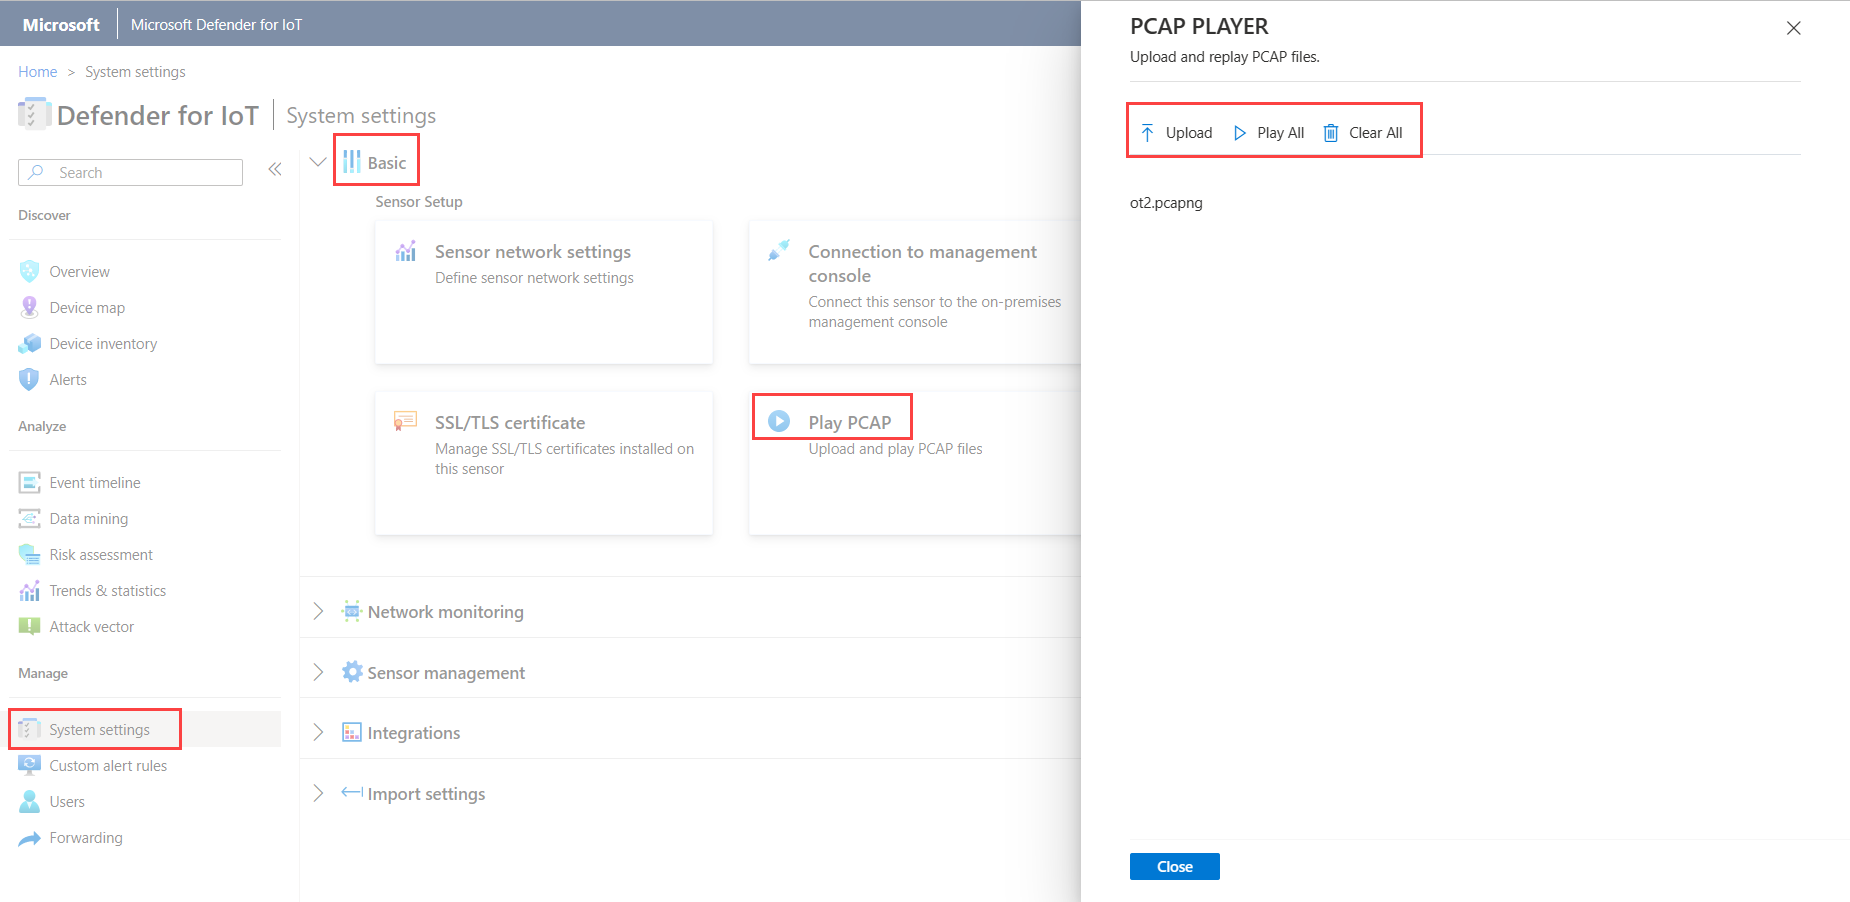 Microsoft
Microsoft Defender for IoT
Home > System settings
Defender for IoT
System settings
Search
Discover
Overview
Device map
Device inventory
Alerts
Analyze
Event timeline
Data mining
Risk assessment
Trends & statistics
Attack vector
Manage
System settings
Custom alert rules
Users
Forwarding
Basic
Sensor Setup
Sensor network settings
Define sensor network settings
Connection to management
console
Connect this sensor to the on-premises
management console
SSL/TLS certificate
Manage SSL/TLS certificates installed on
this sensor
Play PCAP
Upload and play PCAP files
Network monitoring
Sensor management
Integrations
Import settings
PCAP PLAYER
Upload and replay PCAP files.
Upload
Play All
Clear All
ot2.pcapng
Close